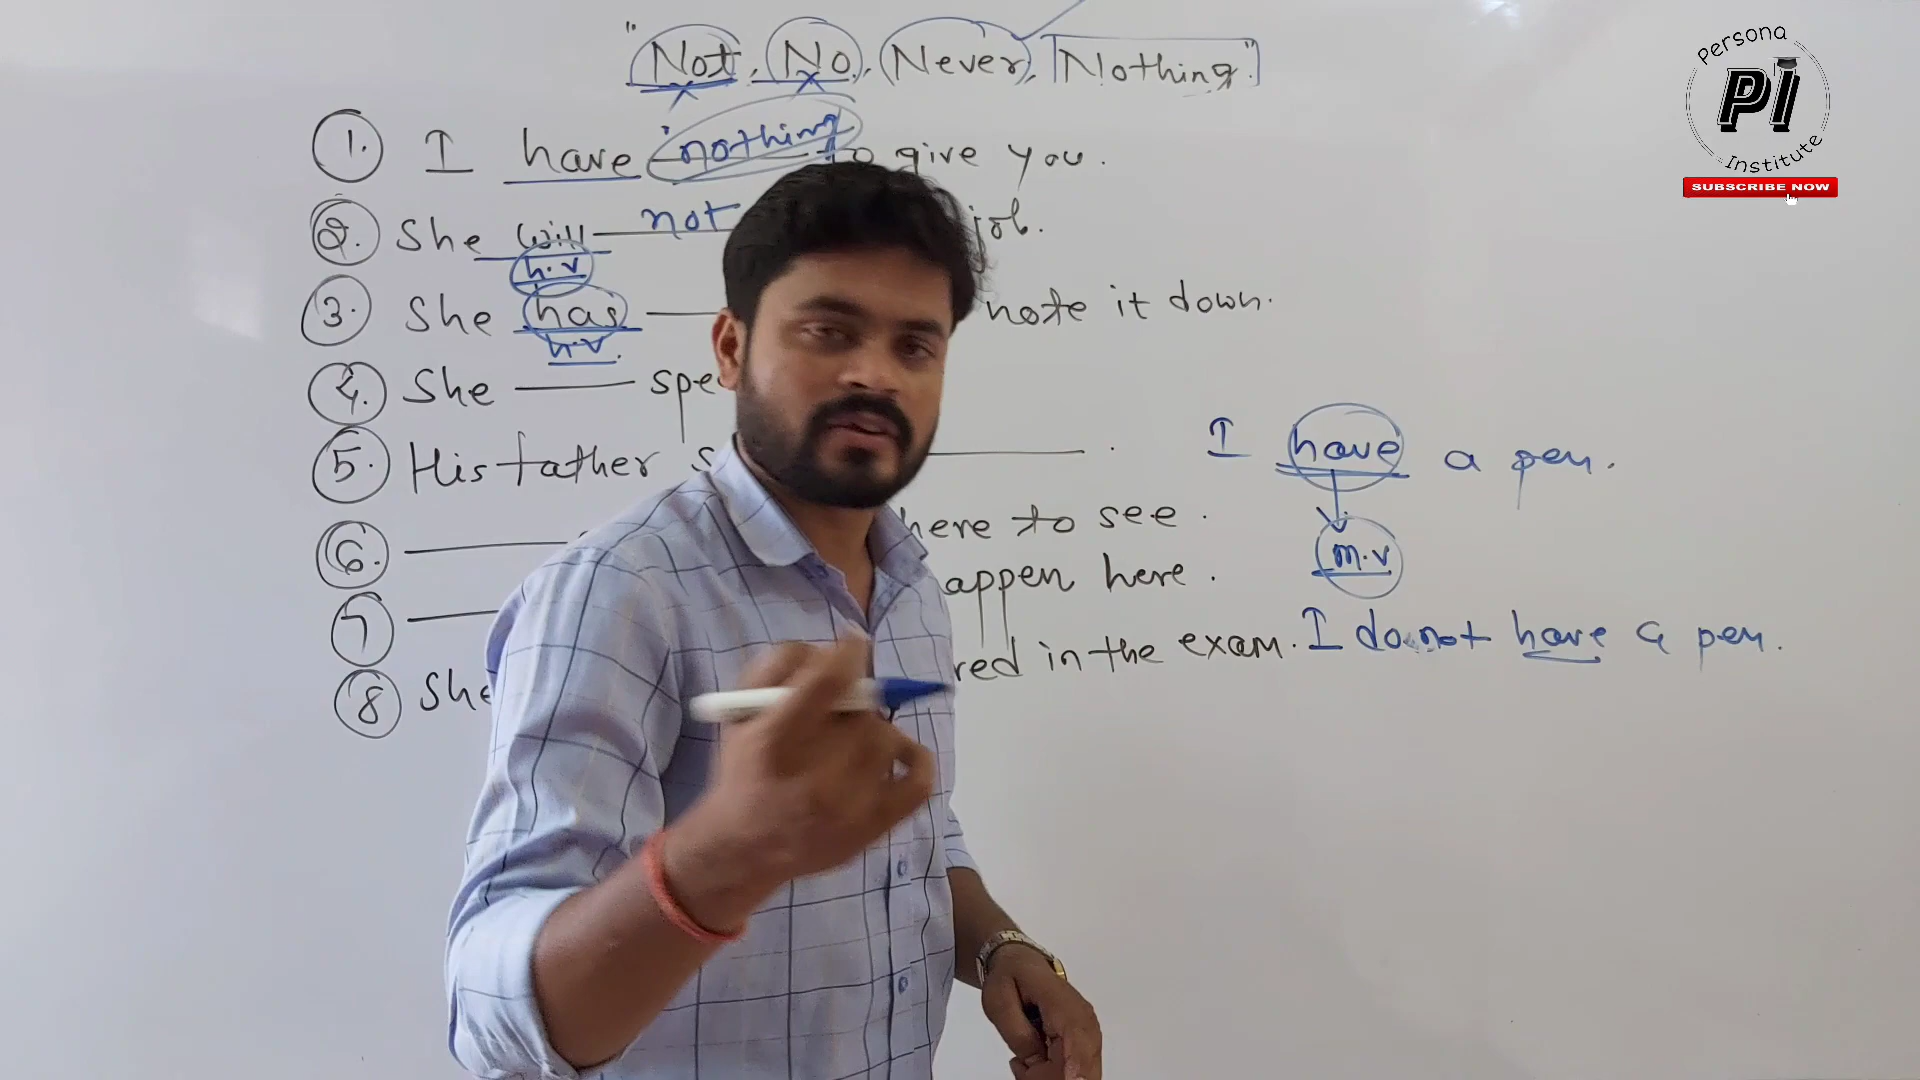 "Not, No, Never, Nothing."
1. I have nothing to give you.
2. She will not job.
h.v
3. She has note it down.
h.v.
4. She spe
5. His father s .
6. here to see.
7 appen here.
8 She red in the exam.
I have a pen.
m.v
I do not have a pen.
Persona
PI
Institute
SUBSCRIBE NOW